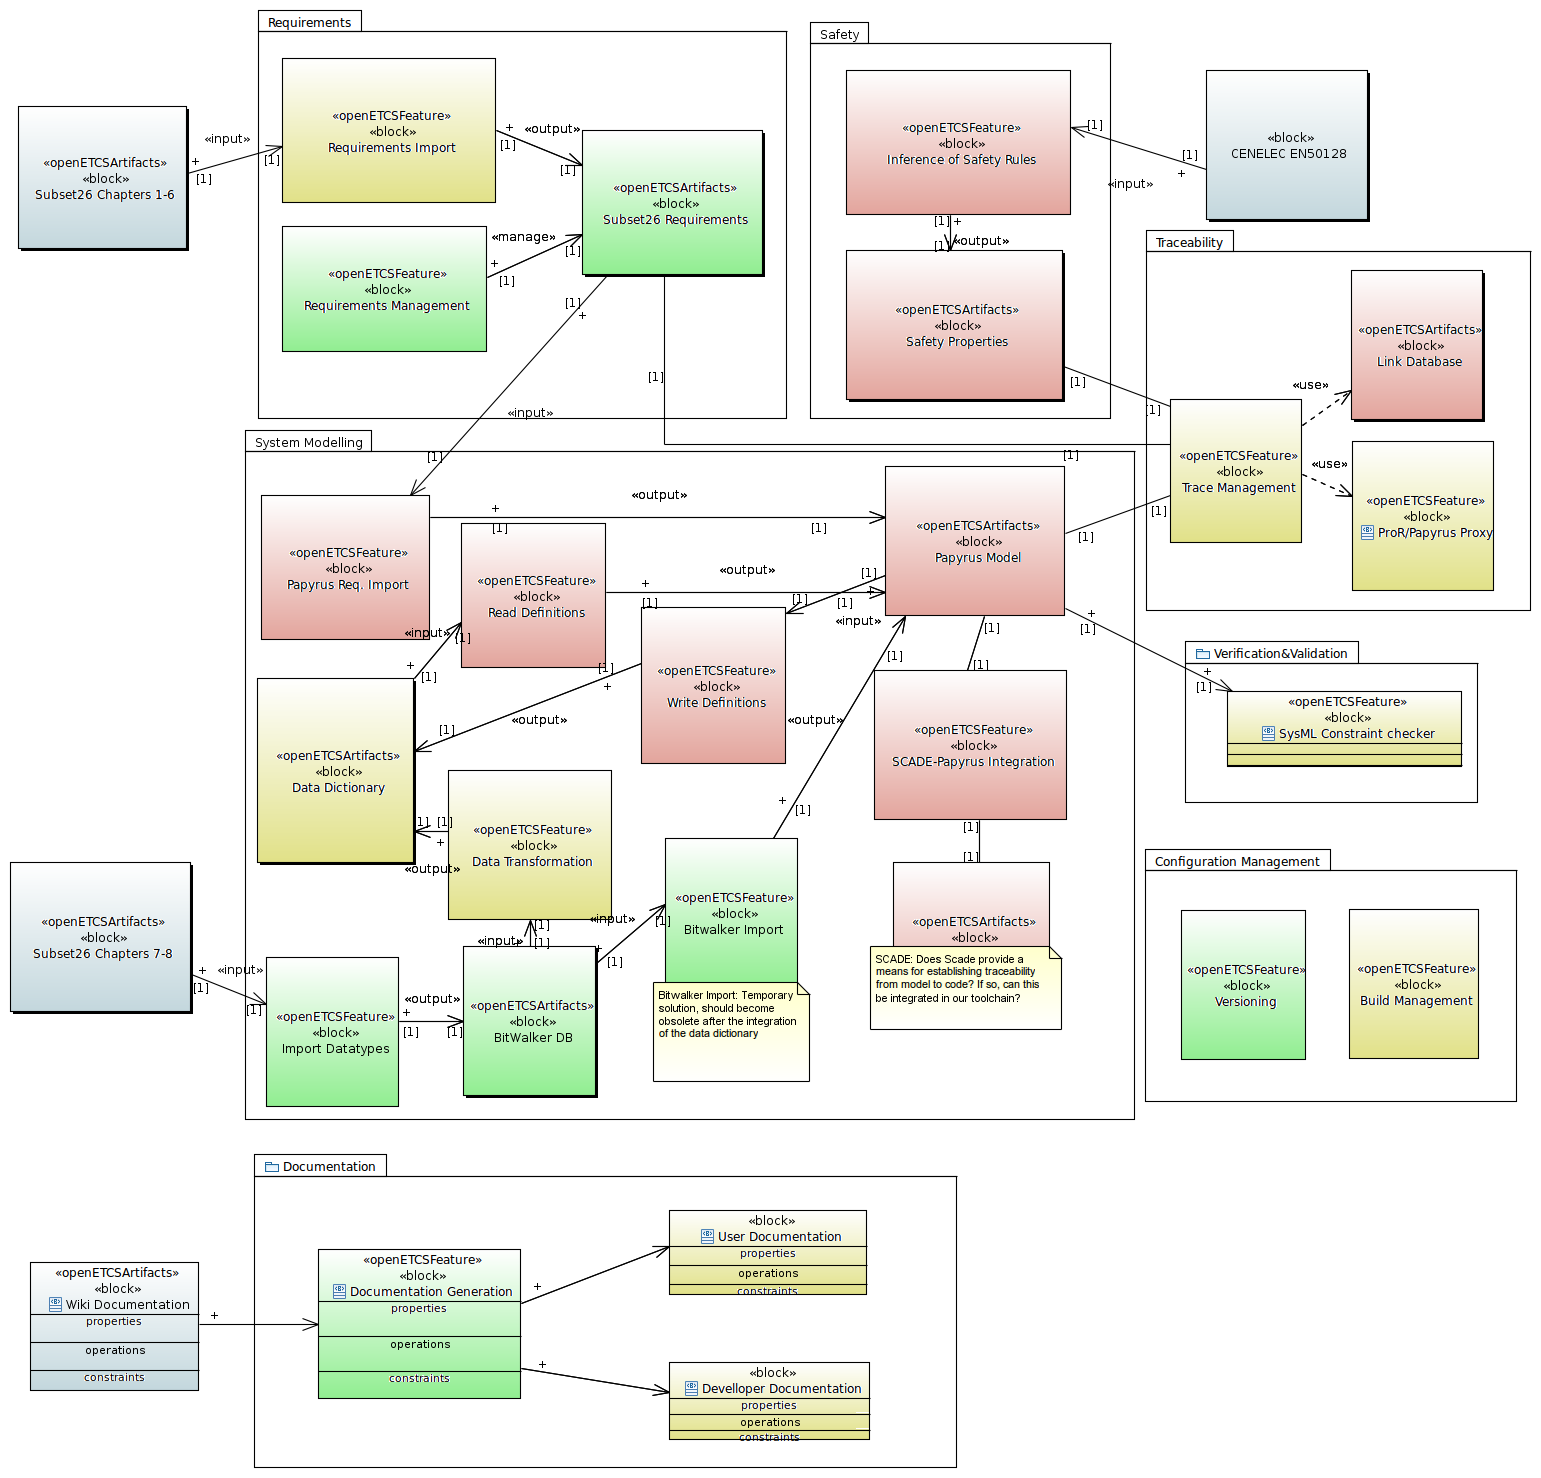 Requirements
«openETCSArtifacts»
«block»
Subset26 Chapters 1-6
+
[1]
«input»
[1]
«openETCSFeature»
«block»
Requirements Import
+
[1]
«output»
[1]
«openETCSArtifacts»
«block»
Subset26 Requirements
«openETCSFeature»
«block»
Requirements Management
«manage»
+
[1]
[1]
[1]
+
«input»
[1]
[1]
Safety
«openETCSFeature»
«block»
Inference of Safety Rules
[1]
[1]
+
«input»
«block»
CENELEC EN50128
[1]
+
[1]
«output»
«openETCSArtifacts»
«block»
Safety Properties
[1]
[1]
Traceability
«openETCSArtifacts»
«block»
Link Database
«use»
«openETCSFeature»
«block»
Trace Management
«use»
«openETCSFeature»
«block»
ProR/Papyrus Proxy
[1]
[1]
[1]
System Modelling
«openETCSFeature»
«block»
Papyrus Req. Import
+
[1]
«output»
[1]
«openETCSArtifacts»
«block»
Papyrus Model
«openETCSFeature»
«block»
Read Definitions
+
[1]
«output»
[1]
[1]
+
[1]
«input»
«input»
[1]
+
[1]
«openETCSFeature»
«block»
Write Definitions
[1]
+
«output»
[1]
«openETCSArtifacts»
«block»
Data Dictionary
«openETCSFeature»
«block»
Data Transformation
1]
[1]
+
«output»
[1]
[1]
«openETCSFeature»
«block»
SCADE-Papyrus Integration
[1]
[1]
[1]
«output»
+
[1]
«openETCSFeature»
«block»
Bitwalker Import
Bitwalker Import: Temporary
solution, should become
obsolete after the integration
of the data dictionary
«openETCSArtifacts»
«block»
SCADE: Does Scade provide a
means for establishing traceability
from model to code? If so, can this
be integrated in our toolchain?
«input»
[1]
[1]
«input»
+
[1]
[1]
«openETCSArtifacts»
«block»
Subset26 Chapters 7-8
+
[1]
«input»
[1]
«openETCSFeature»
«block»
Import Datatypes
«output»
+
[1]
[1]
«openETCSArtifacts»
«block»
BitWalker DB
+
[1]
+
[1]
Verification&Validation
«openETCSFeature»
«block»
SysML Constraint checker
Configuration Management
«openETCSFeature»
«block»
Versioning
«openETCSFeature»
«block»
Build Management
Documentation
«openETCSArtifacts»
«block»
Wiki Documentation
properties
operations
constraints
+
«openETCSFeature»
«block»
Documentation Generation
properties
operations
constraints
+
+
«block»
User Documentation
properties
operations
constraints
«block»
Develloper Documentation
properties
operations
constraints